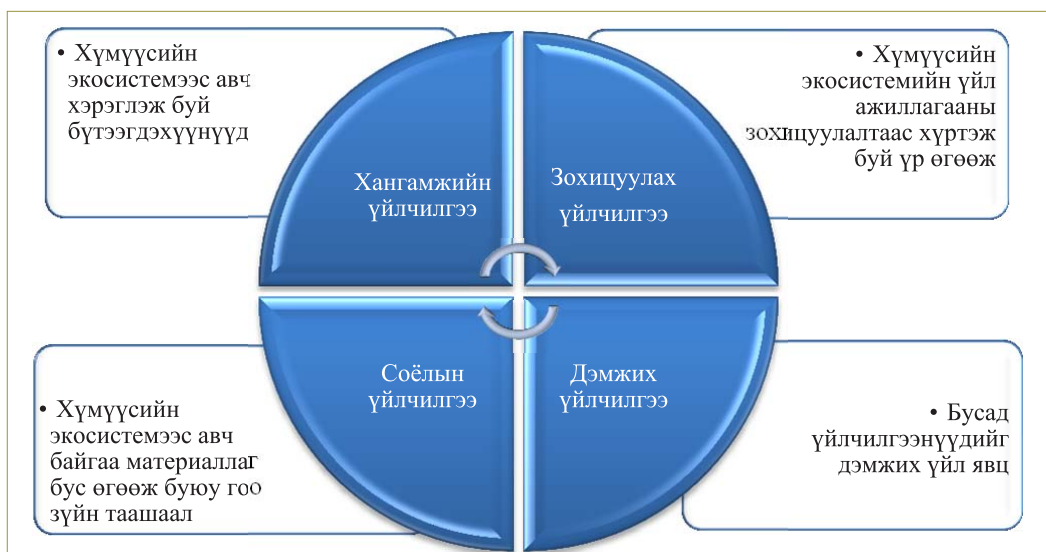 • Хүмүүсийн
экосистемээс авч
хэрэглэж буй
бүтээгдэхүүнүүд
• Хүмүүсийн
экосистемийн үйл
ажиллагааны
зохицуулалтаас хүртэж
буй үр өгөөж
Хангамжийн
үйлчилгээ
Зохицуулах
үйлчилгээ
Соёлын
үйлчилгээ
Дэмжих
үйлчилгээ
• Хүмүүсийн
экосистемээс авч
байгаа материаллаг
бус өгөөж буюу гоо
зүйн таашаал
• Бусад
үйлчилгээнүүдийг
дэмжих үйл явц